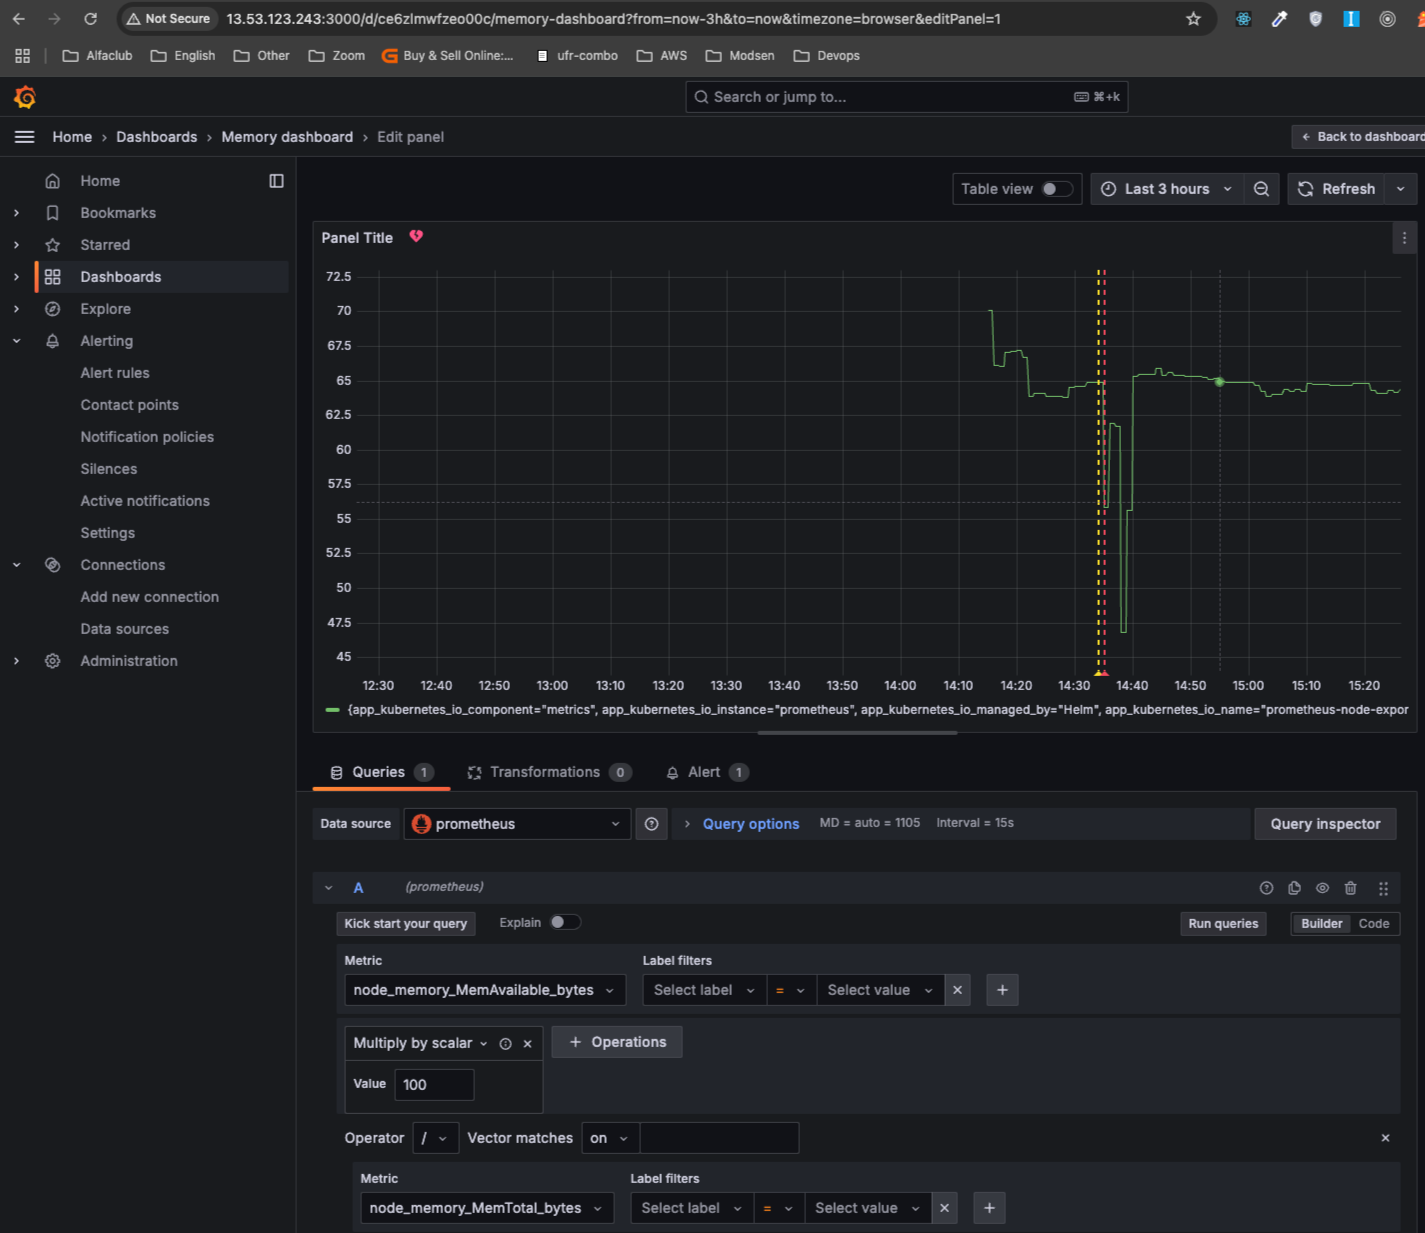 Not Secure 13.53.123.243:3000/d/ce6zlmwfzeo00c/memory-dashboard?from=now-3h&to=now&timezone=browser&editPanel=1
Alfaclub English Other Zoom Buy & Sell Online:... ufr-combo AWS Modsen Devops
Search or jump to... ⌘+k
Home › Dashboards › Memory dashboard › Edit panel
← Back to dashboard
Home
Bookmarks
Starred
Dashboards
Explore
Alerting
Alert rules
Contact points
Notification policies
Silences
Active notifications
Settings
Connections
Add new connection
Data sources
Administration
Table view Last 3 hours Refresh
Panel Title
72.5
70
67.5
65
62.5
60
57.5
55
52.5
50
47.5
45
12:30 12:40 12:50 13:00 13:10 13:20 13:30 13:40 13:50 14:00 14:10 14:20 14:30 14:40 14:50 15:00 15:10 15:20
{app_kubernetes_io_component="metrics", app_kubernetes_io_instance="prometheus", app_kubernetes_io_managed_by="Helm", app_kubernetes_io_name="prometheus-node-expor
Queries 1 Transformations 0 Alert 1
Data source prometheus Query options MD = auto = 1105 Interval = 15s Query inspector
A (prometheus)
Kick start your query Explain Run queries Builder Code
Metric Label filters
node_memory_MemAvailable_bytes Select label = Select value × +
Multiply by scalar × + Operations
Value 100
Operator / Vector matches on ×
Metric Label filters
node_memory_MemTotal_bytes Select label = Select value × +